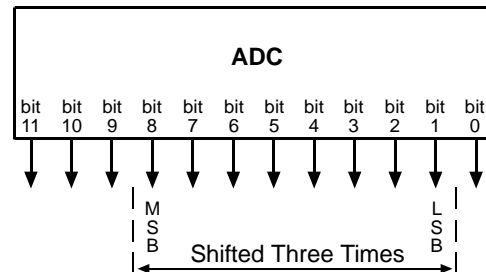 ADC
bit bit bit bit bit bit bit bit bit bit bit bit
11 10 9 8 7 6 5 4 3 2 1 0
MSB
LSB
Shifted Three Times